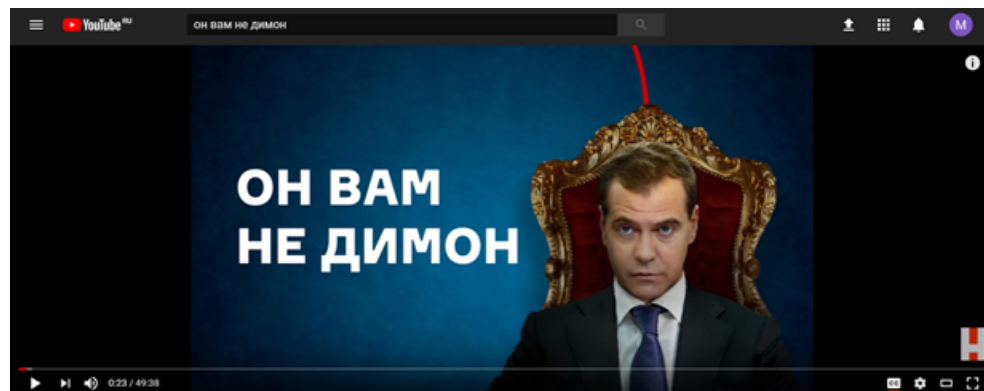 YouTube RU
он вам не димон
M
ОН ВАМ
НЕ ДИМОН
0:23 / 49:38